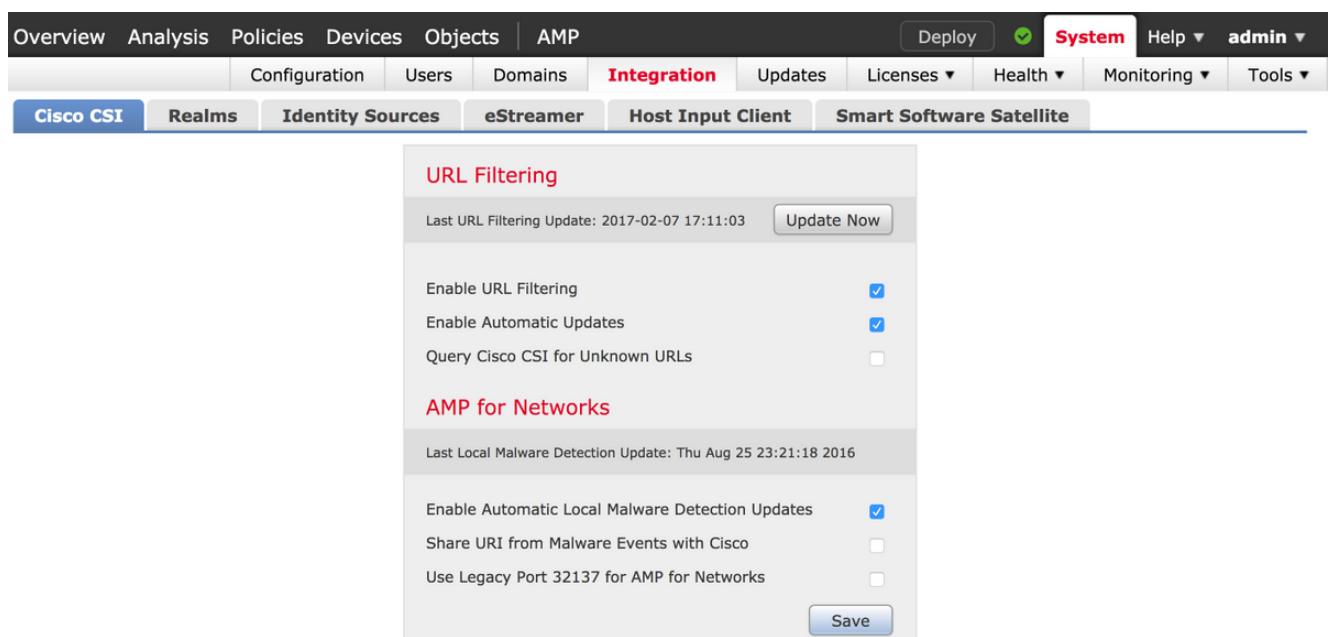 Overview Analysis Policies Devices Objects AMP Deploy System Help ▾ admin ▾
Configuration Users Domains Integration Updates Licenses ▾ Health ▾ Monitoring ▾ Tools ▾
Cisco CSI Realms Identity Sources eStreamer Host Input Client Smart Software Satellite
URL Filtering
Last URL Filtering Update: 2017-02-07 17:11:03 Update Now
Enable URL Filtering
Enable Automatic Updates
Query Cisco CSI for Unknown URLs
AMP for Networks
Last Local Malware Detection Update: Thu Aug 25 23:21:18 2016
Enable Automatic Local Malware Detection Updates
Share URI from Malware Events with Cisco
Use Legacy Port 32137 for AMP for Networks
Save